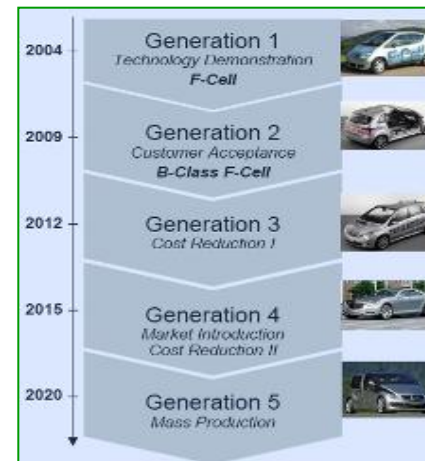 2004
Generation 1
Technology Demonstration
F-Cell
2009
Generation 2
Customer Acceptance
B-Class F-Cell
2012
Generation 3
Cost Reduction I
2015
Generation 4
Market Introduction
Cost Reduction II
2020
Generation 5
Mass Production